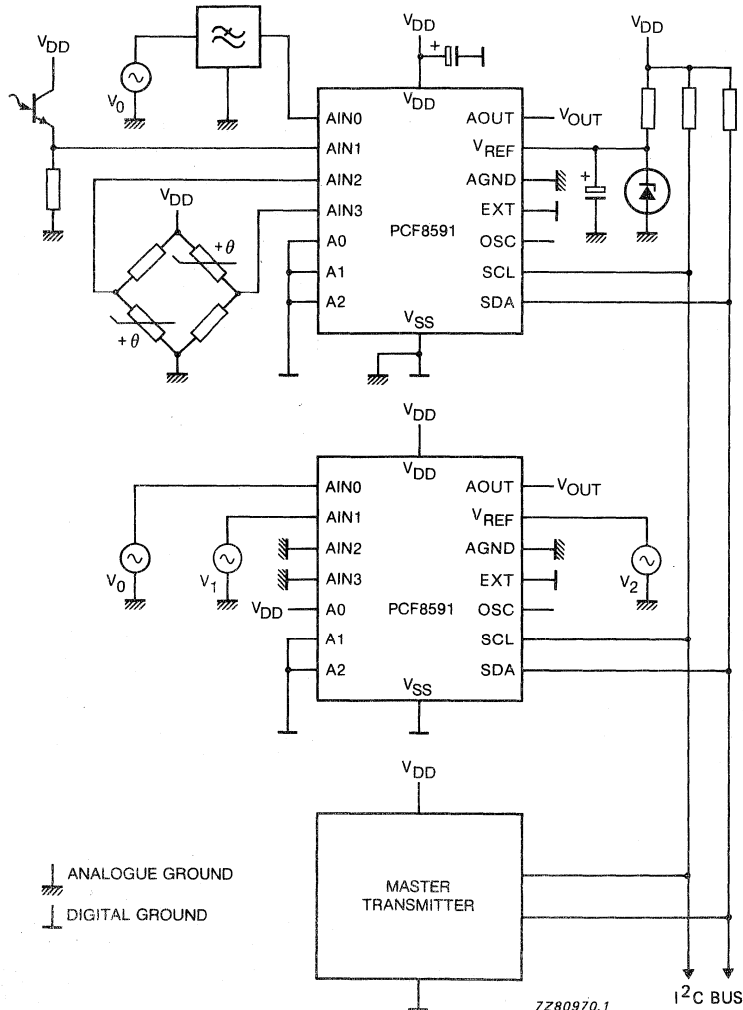 VDD
V0
VDD
VDD
+
VDD
AIN0
AIN1
AIN2
AIN3
A0
A1
A2
PCF8591
VSS
AOUT
VREF
AGND
EXT
OSC
SCL
SDA
VOUT
+
VDD
VDD
+θ
+θ
VDD
VDD
AIN0
AIN1
AIN2
AIN3
A0
A1
A2
PCF8591
VSS
AOUT
VREF
AGND
EXT
OSC
SCL
SDA
VOUT
V0
V1
VDD
V2
VDD
MASTER
TRANSMITTER
ANALOGUE GROUND
DIGITAL GROUND
7Z80970.1
I²C BUS